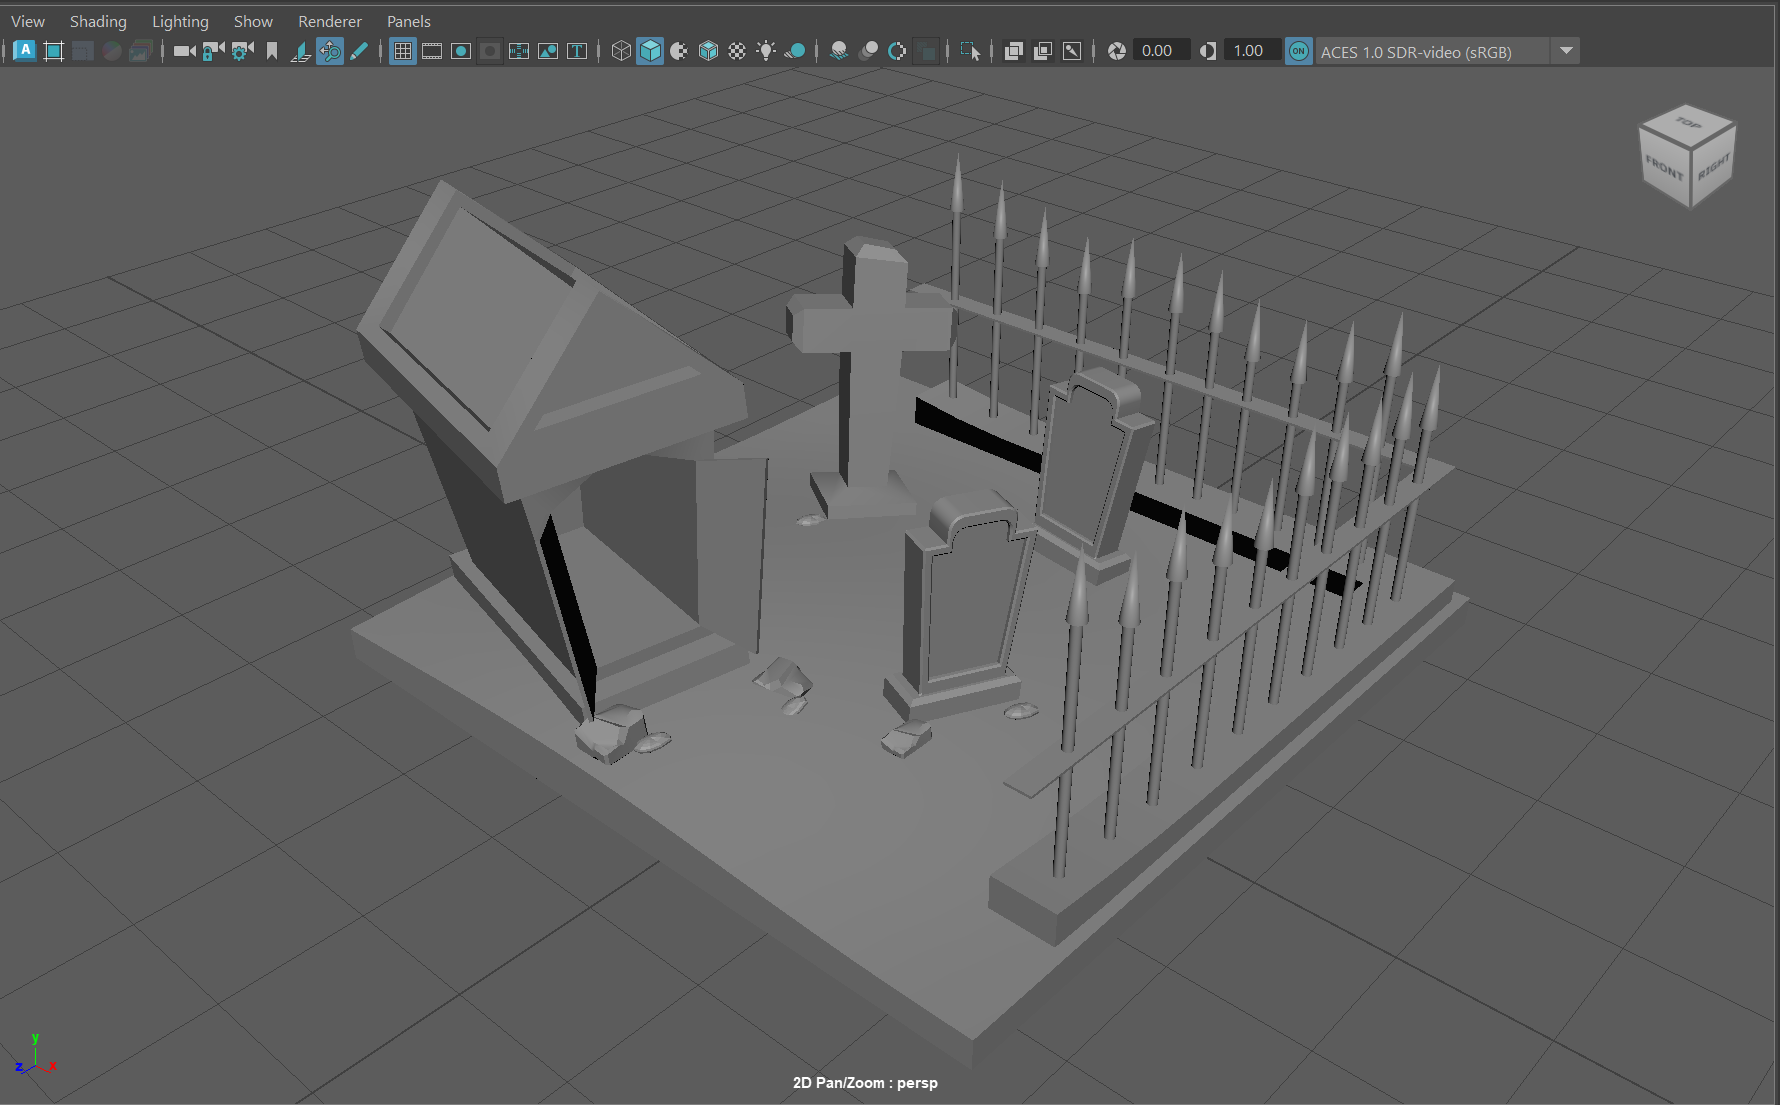 View Shading Lighting Show Renderer Panels
A T 0.00 1.00 ON ACES 1.0 SDR-video (sRGB)
TOP
FRONT RIGHT
y
z x
2D Pan/Zoom : persp